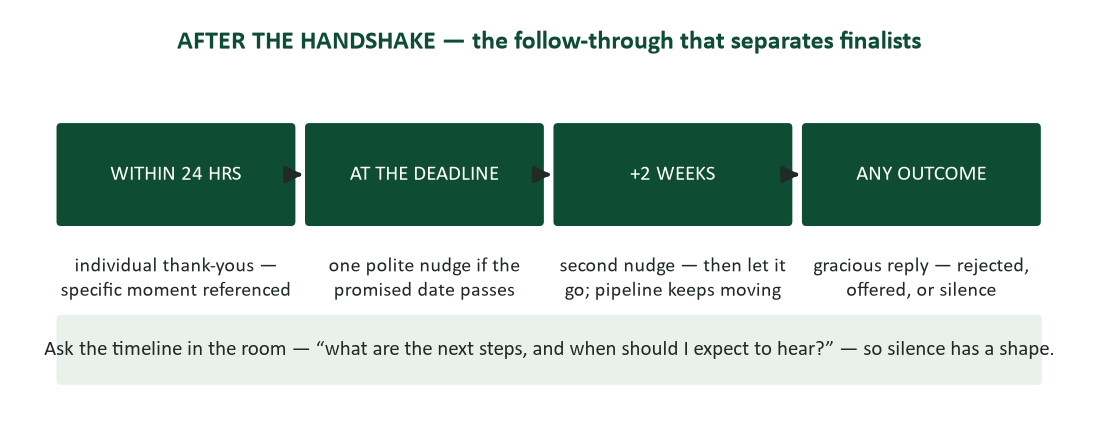 AFTER THE HANDSHAKE — the follow-through that separates finalists
WITHIN 24 HRS
AT THE DEADLINE
+2 WEEKS
ANY OUTCOME
individual thank-yous —
specific moment referenced
one polite nudge if the
promised date passes
second nudge — then let it
go; pipeline keeps moving
gracious reply — rejected,
offered, or silence
Ask the timeline in the room — “what are the next steps, and when should I expect to hear?” — so silence has a shape.